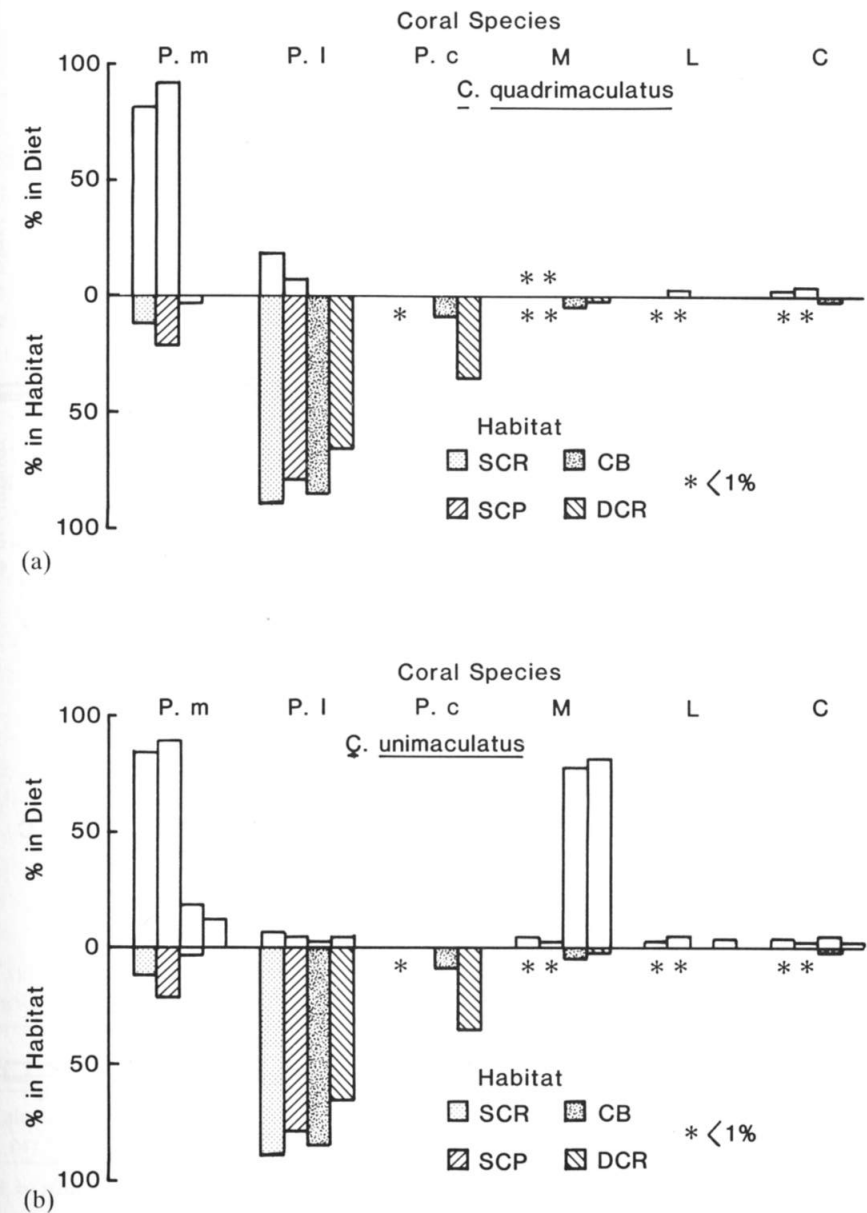 Coral Species
P. m P. l P. c M L C
C. quadrimaculatus
100
50
0
50
100
% in Diet
% in Habitat
* * *
* * * * * *
Habitat
SCR CB
SCP DCR
* <1%
(a)
Coral Species
P. m P. l P. c M L C
C. unimaculatus
100
50
0
50
100
% in Diet
% in Habitat
* * * * * * *
Habitat
SCR CB
SCP DCR
* <1%
(b)